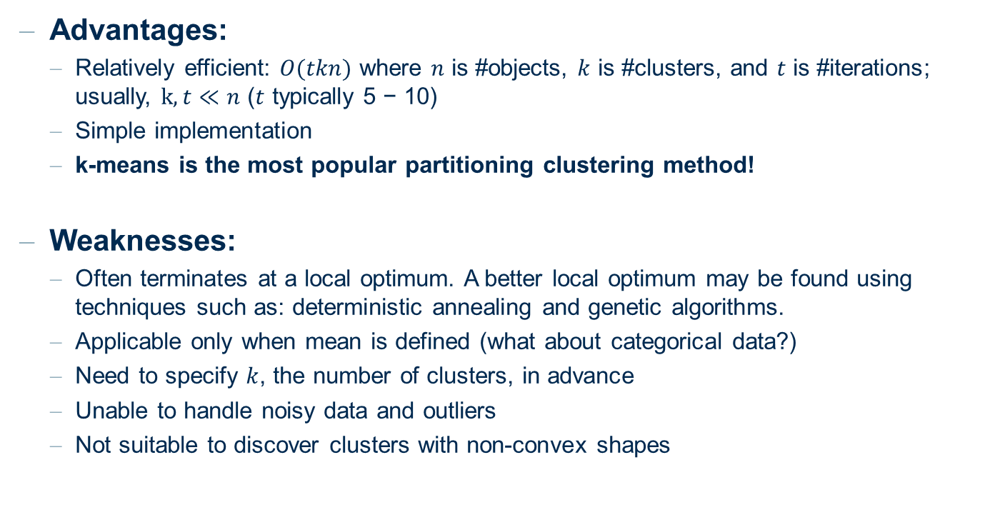 – Advantages:
– Relatively efficient: O(tkn) where n is #objects, k is #clusters, and t is #iterations;
usually, k, t ≪ n (t typically 5 − 10)
– Simple implementation
– k-means is the most popular partitioning clustering method!
– Weaknesses:
– Often terminates at a local optimum. A better local optimum may be found using
techniques such as: deterministic annealing and genetic algorithms.
– Applicable only when mean is defined (what about categorical data?)
– Need to specify k, the number of clusters, in advance
– Unable to handle noisy data and outliers
– Not suitable to discover clusters with non-convex shapes